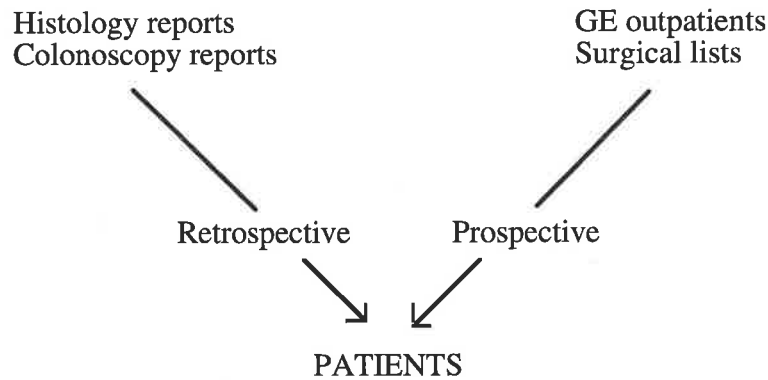 Histology reports
Colonoscopy reports
GE outpatients
Surgical lists
Retrospective
Prospective
PATIENTS